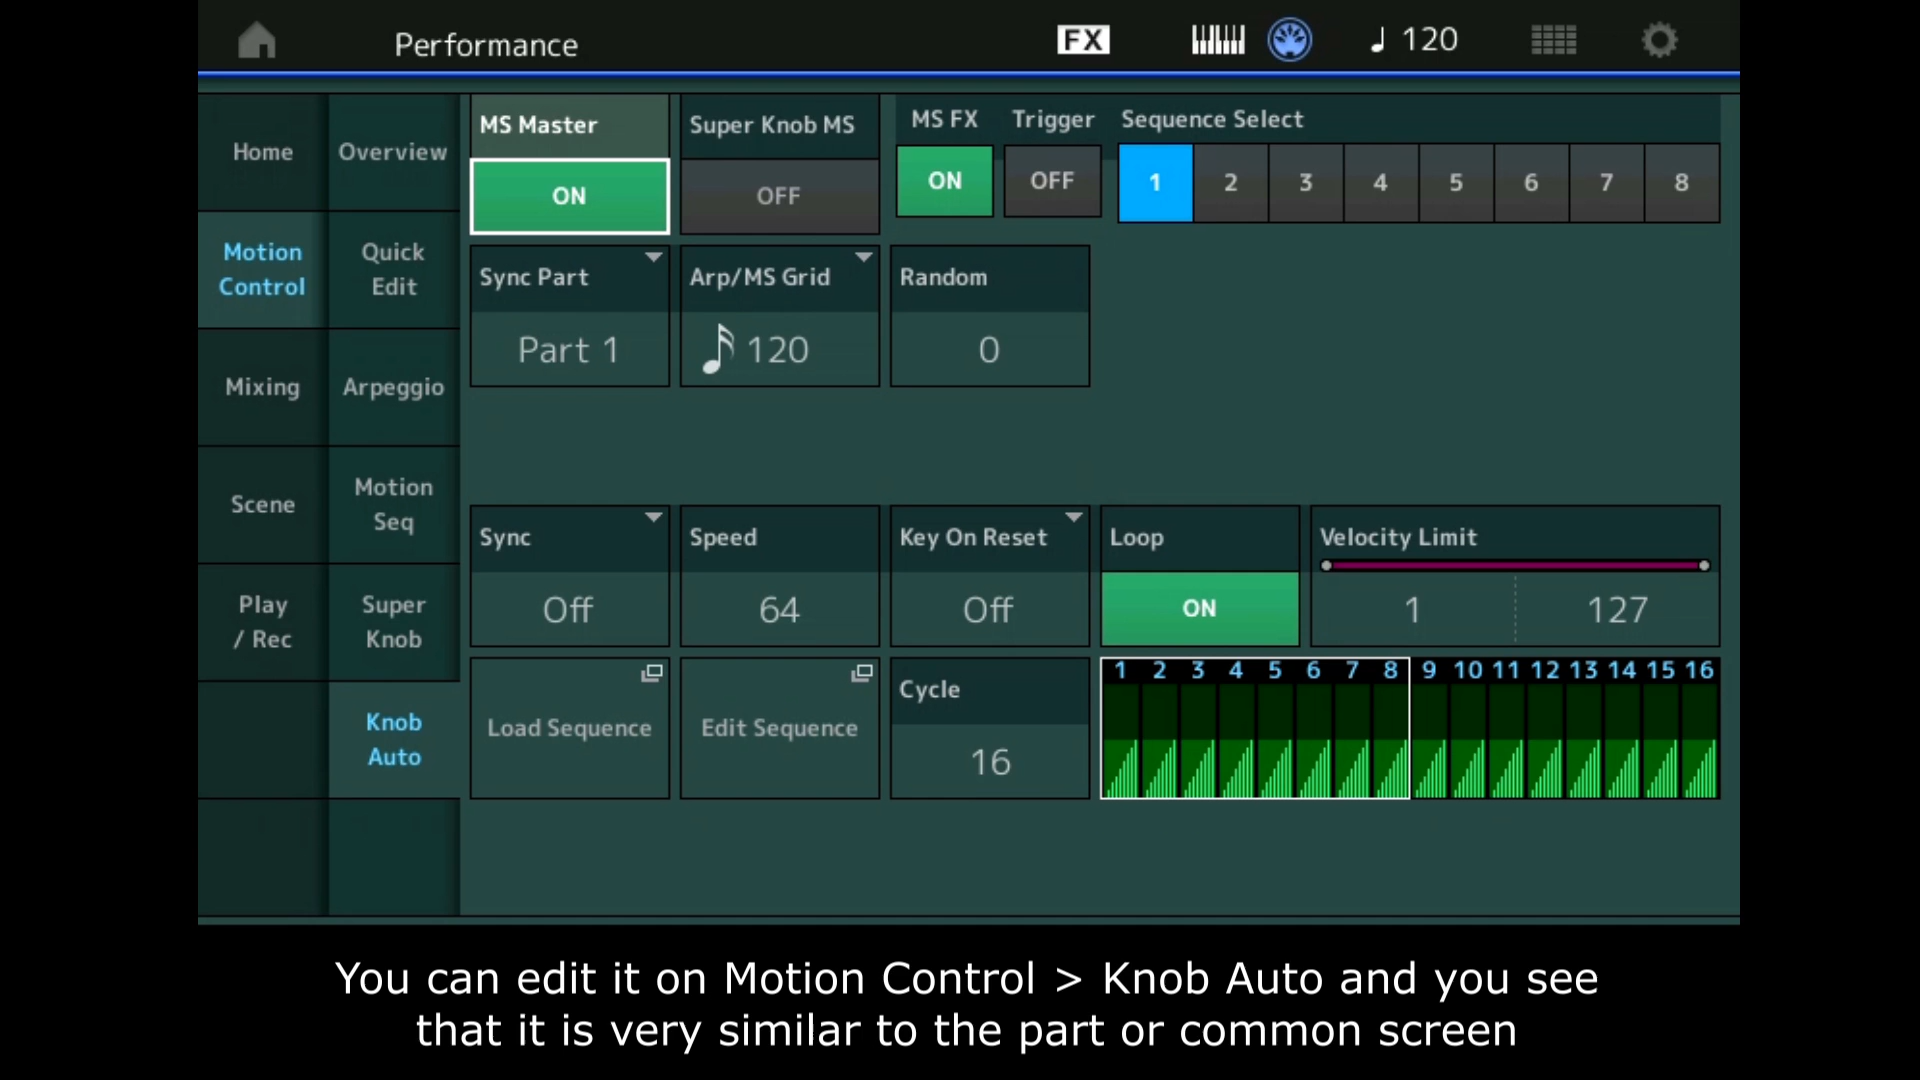 Performance
FX
120
Home
Overview
Motion
Control
Quick
Edit
Mixing
Arpeggio
Scene
Motion
Seq
Play
/ Rec
Super
Knob
Knob
Auto
MS Master
ON
Super Knob MS
OFF
MS FX
ON
Trigger
OFF
Sequence Select
1 2 3 4 5 6 7 8
Sync Part
Part 1
Arp/MS Grid
120
Random
0
Sync
Off
Speed
64
Key On Reset
Off
Loop
ON
Velocity Limit
1 127
Load Sequence
Edit Sequence
Cycle
16
1 2 3 4 5 6 7 8 9 10 11 12 13 14 15 16
You can edit it on Motion Control > Knob Auto and you see
that it is very similar to the part or common screen